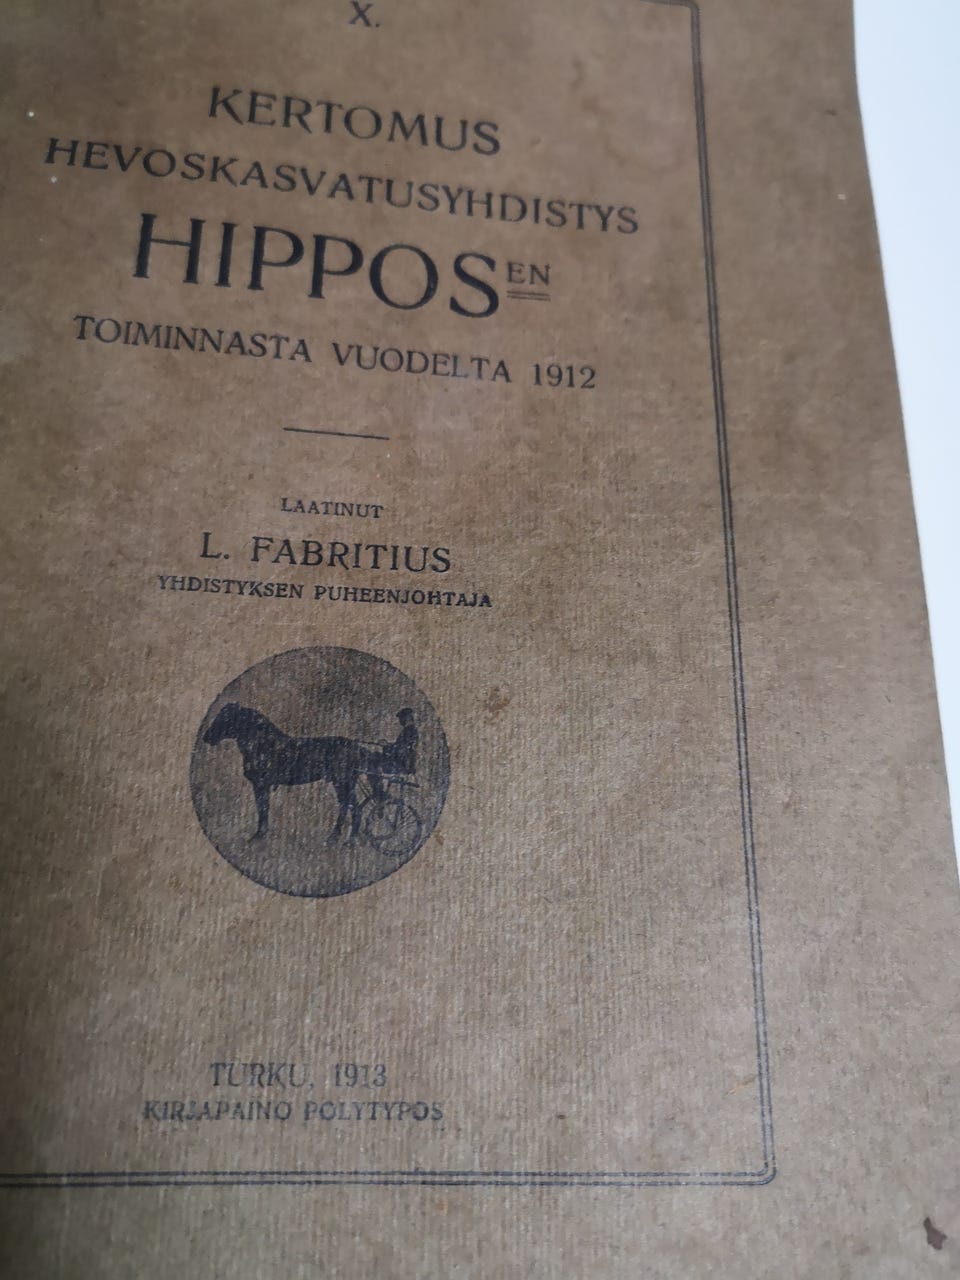 X.
KERTOMUS
HEVOSKASVATUSYHDISTYS
HIPPOSEN
TOIMINNASTA VUODELTA 1912
LAATINUT
L. FABRITIUS
YHDISTYKSEN PUHEENJOHTAJA
TURKU, 1913
KIRJAPAINO POLYTYPOS